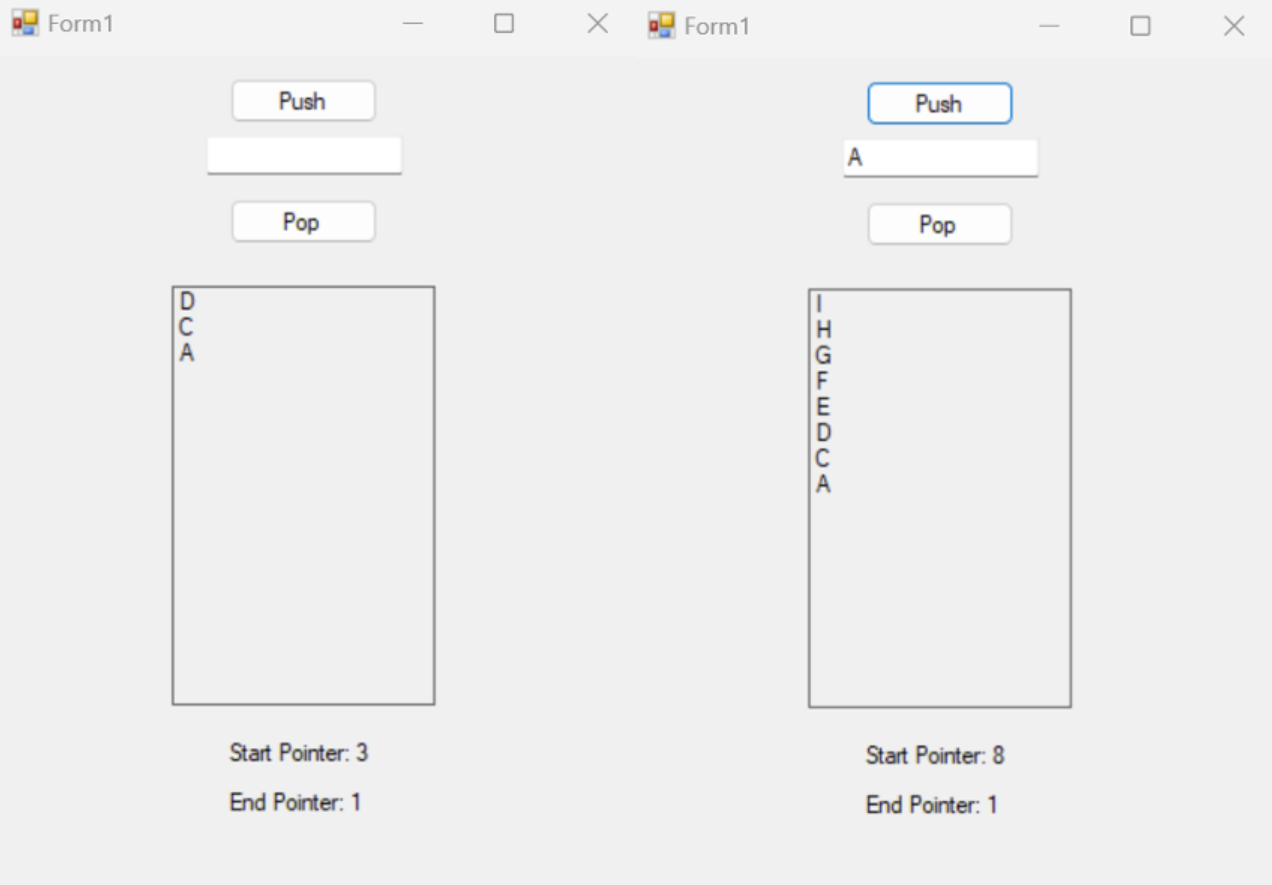 Form1
Push
Pop
D
C
A
Start Pointer: 3
End Pointer: 1
Form1
Push
A
Pop
I
H
G
F
E
D
C
A
Start Pointer: 8
End Pointer: 1